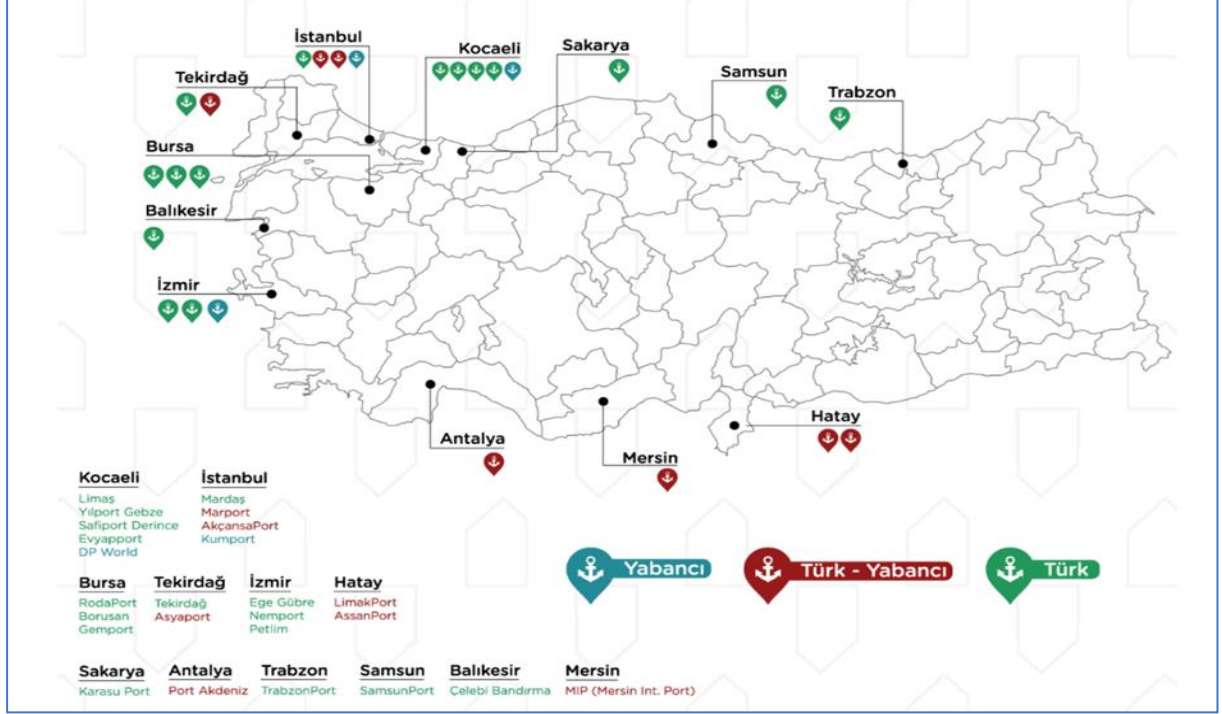 İstanbul
Kocaeli
Sakarya
Tekirdağ
Samsun
Trabzon
Bursa
Balıkesir
İzmir
Antalya
Mersin
Hatay
Kocaeli
Limaş
Yılport Gebze
Safiport Derince
Evyapport
DP World
İstanbul
Mardaş
Marport
AkçansaPort
Kumport
Yabancı
Türk - Yabancı
Türk
Bursa
RodaPort
Borusan
Gemport
Tekirdağ
Tekirdağ
Asyaport
İzmir
Ege Gübre
Nemport
Petlim
Hatay
LimakPort
AssanPort
Sakarya
Karasu Port
Antalya
Port Akdeniz
Trabzon
TrabzonPort
Samsun
SamsunPort
Balıkesir
Çelebi Bandırma
Mersin
MIP (Mersin Int. Port)